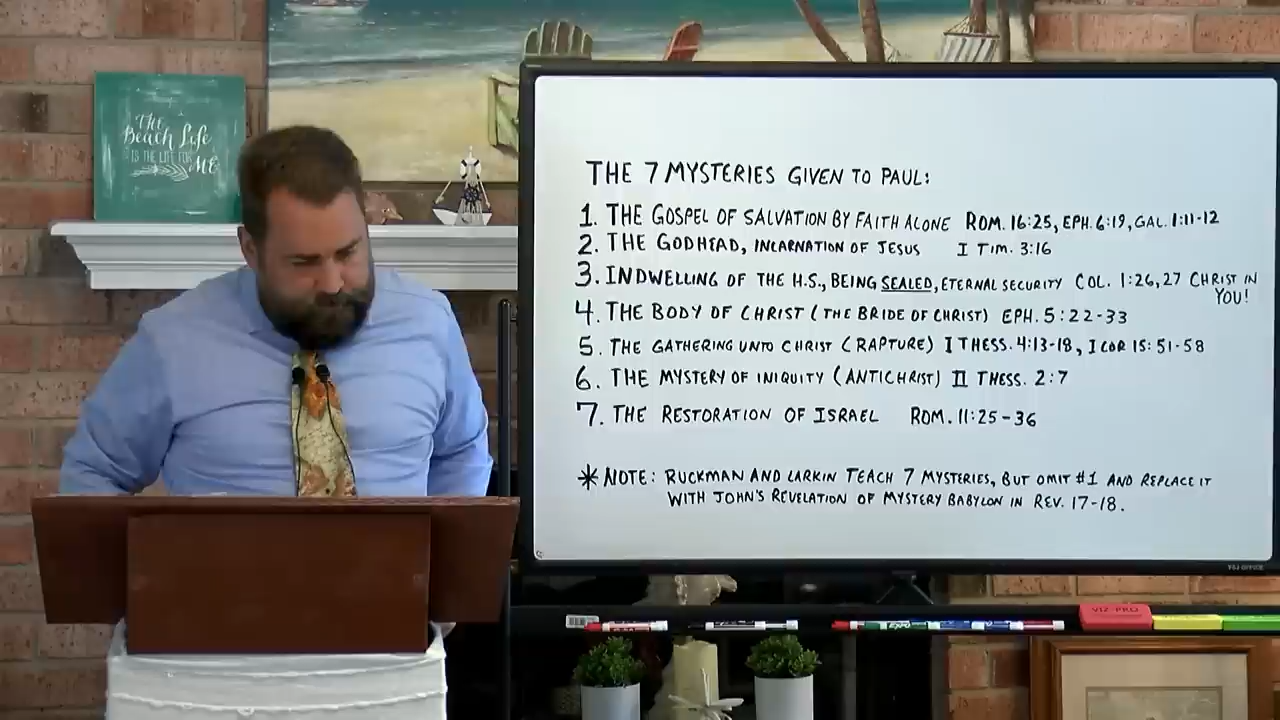 The
Beach Life
IS THE LIFE FOR
ME
THE 7 MYSTERIES GIVEN TO PAUL:
1. THE GOSPEL OF SALVATION BY FAITH ALONE ROM. 16:25, EPH. 6:19, GAL. 1:11-12
2. THE GODHEAD, INCARNATION OF JESUS I TIM. 3:16
3. INDWELLING OF THE H.S., BEING SEALED, ETERNAL SECURITY COL. 1:26,27 CHRIST IN
YOU!
4. THE BODY OF CHRIST (THE BRIDE OF CHRIST) EPH. 5:22-33
5. THE GATHERING UNTO CHRIST (RAPTURE) I THESS. 4:13-18, I COR 15:51-58
6. THE MYSTERY OF INIQUITY (ANTICHRIST) II THESS. 2:7
7. THE RESTORATION OF ISRAEL ROM. 11:25-36
* NOTE: RUCKMAN AND LARKIN TEACH 7 MYSTERIES, BUT OMIT #1 AND REPLACE IT
WITH JOHN'S REVELATION OF MYSTERY BABYLON IN REV. 17-18.
VIZ-PRO